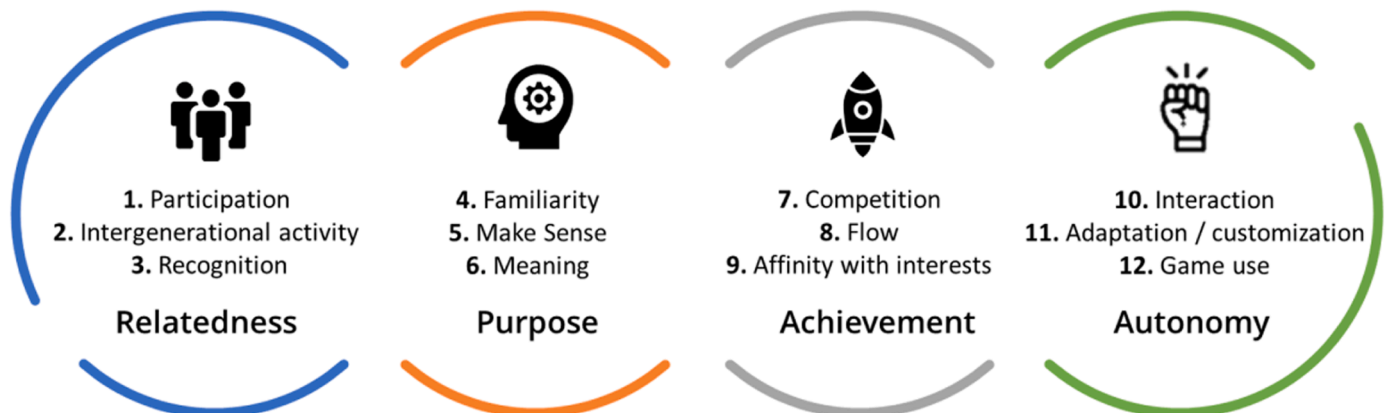 1. Participation
2. Intergenerational activity
3. Recognition
Relatedness
4. Familiarity
5. Make Sense
6. Meaning
Purpose
7. Competition
8. Flow
9. Affinity with interests
Achievement
10. Interaction
11. Adaptation / customization
12. Game use
Autonomy